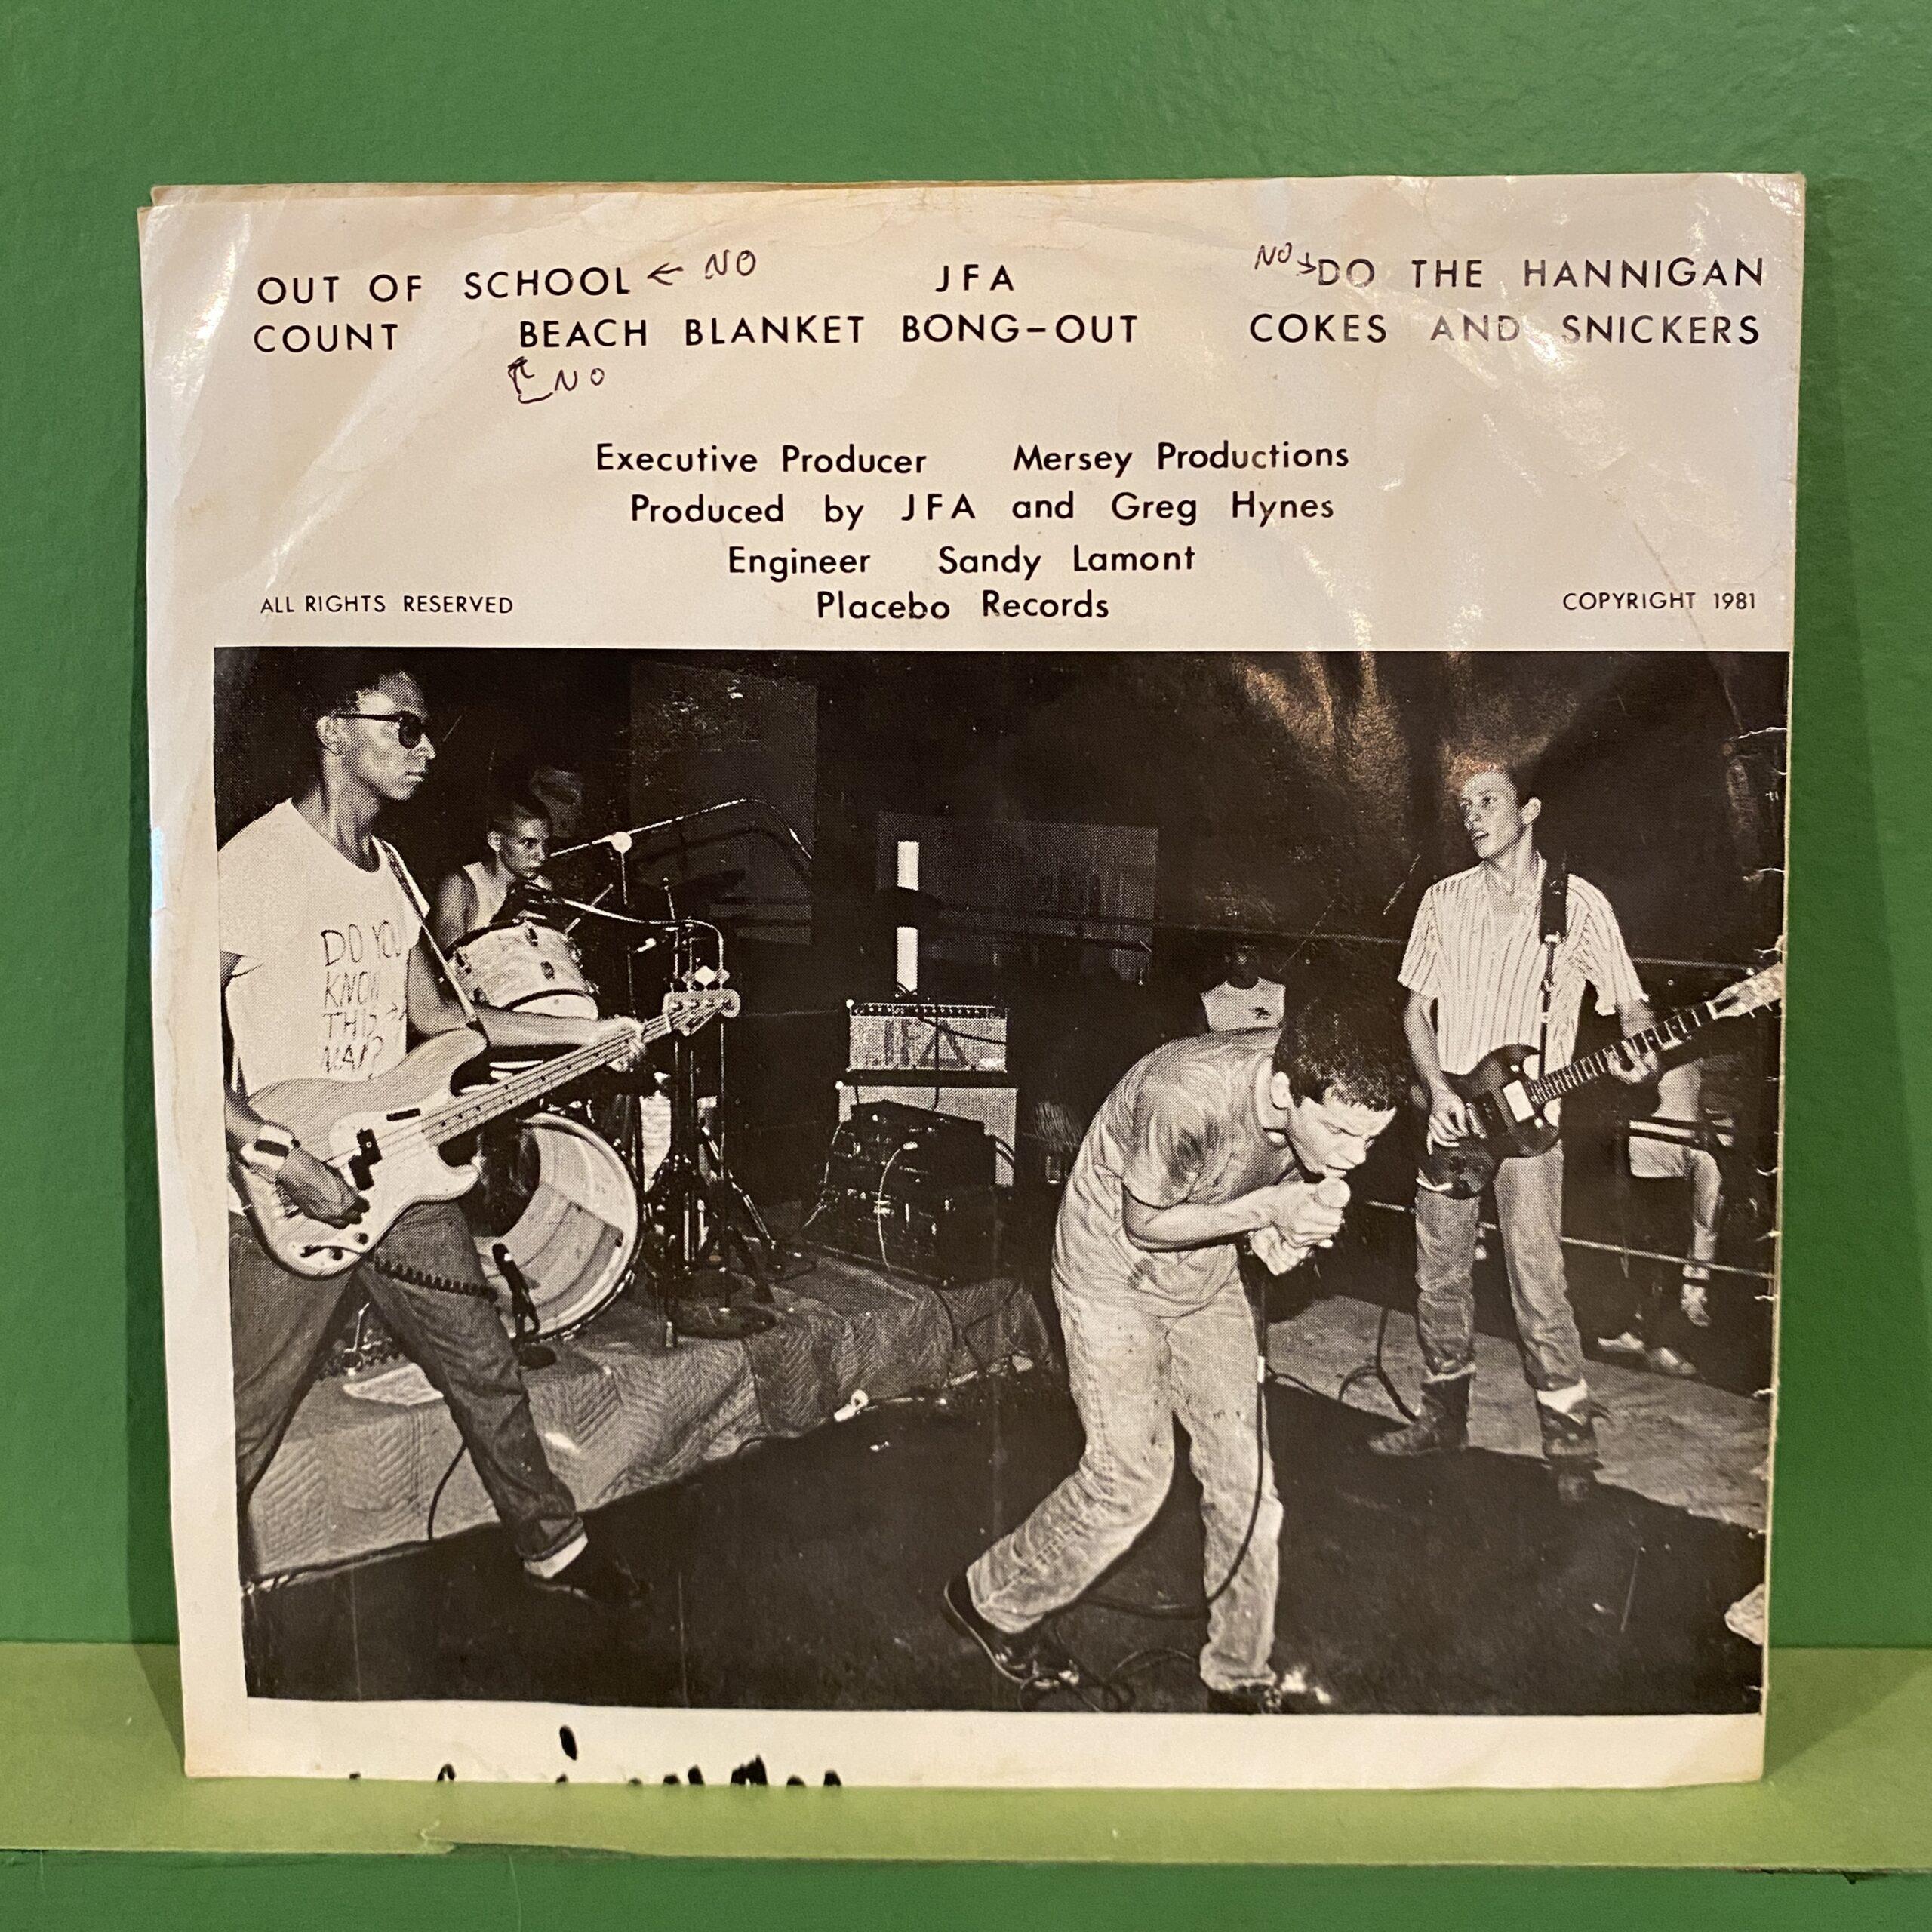 OUT OF SCHOOL ← NO JFA NO → DO THE HANNIGAN
COUNT BEACH BLANKET BONG-OUT COKES AND SNICKERS
NO
Executive Producer Mersey Productions
Produced by JFA and Greg Hynes
Engineer Sandy Lamont
ALL RIGHTS RESERVED Placebo Records COPYRIGHT 1981
DO YOU
KNOW
THIS
JFA